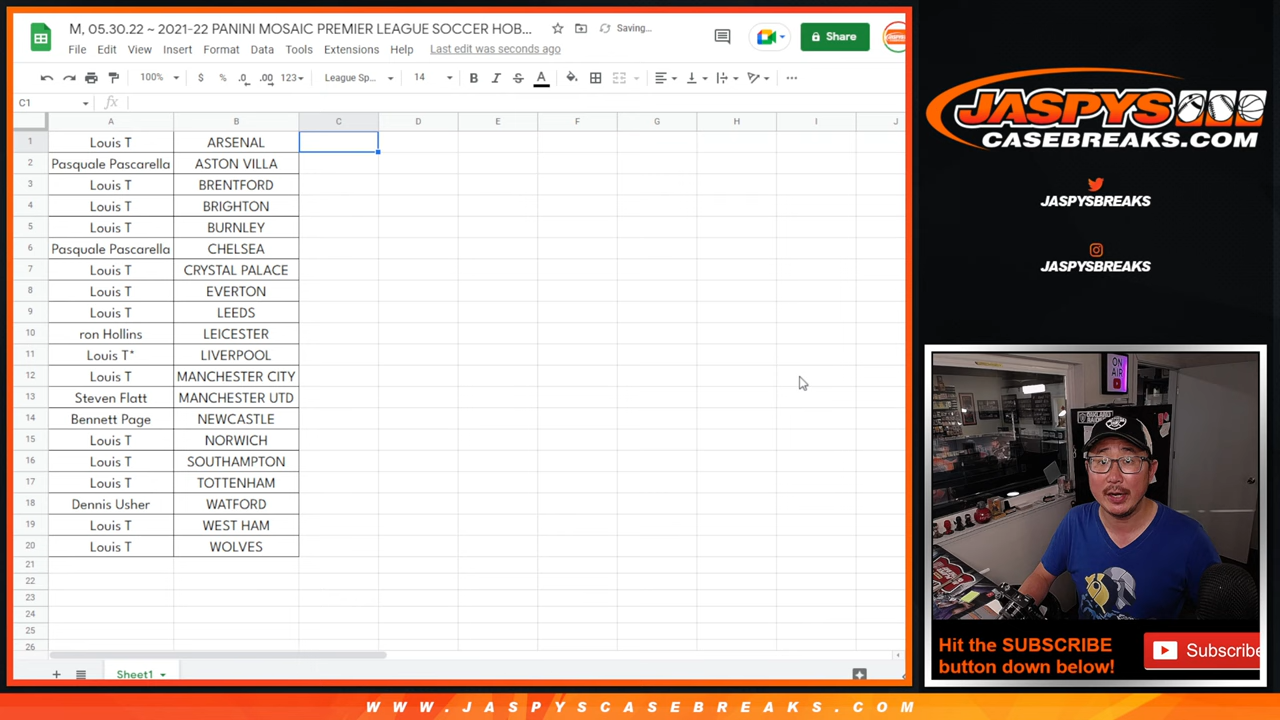 M, 05.30.22 ~ 2021-22 PANINI MOSAIC PREMIER LEAGUE SOCCER HOB...
Saving...
Share
File Edit View Insert Format Data Tools Extensions Help Last edit was seconds ago
100% $ % .0 .00 123 League Sp... 14 B I S A
C1 fx
A B C D E F G H I J
1 Louis T ARSENAL
2 Pasquale Pascarella ASTON VILLA
3 Louis T BRENTFORD
4 Louis T BRIGHTON
5 Louis T BURNLEY
6 Pasquale Pascarella CHELSEA
7 Louis T CRYSTAL PALACE
8 Louis T EVERTON
9 Louis T LEEDS
10 ron Hollins LEICESTER
11 Louis T* LIVERPOOL
12 Louis T MANCHESTER CITY
13 Steven Flatt MANCHESTER UTD
14 Bennett Page NEWCASTLE
15 Louis T NORWICH
16 Louis T SOUTHAMPTON
17 Louis T TOTTENHAM
18 Dennis Usher WATFORD
19 Louis T WEST HAM
20 Louis T WOLVES
21
22
23
24
25
26
Sheet1
JASPYS
CASEBREAKS.COM
JASPYSBREAKS
JASPYSBREAKS
ON
AIR
Hit the SUBSCRIBE
button down below!
Subscribe
WWW.JASPYSCASEBREAKS.COM